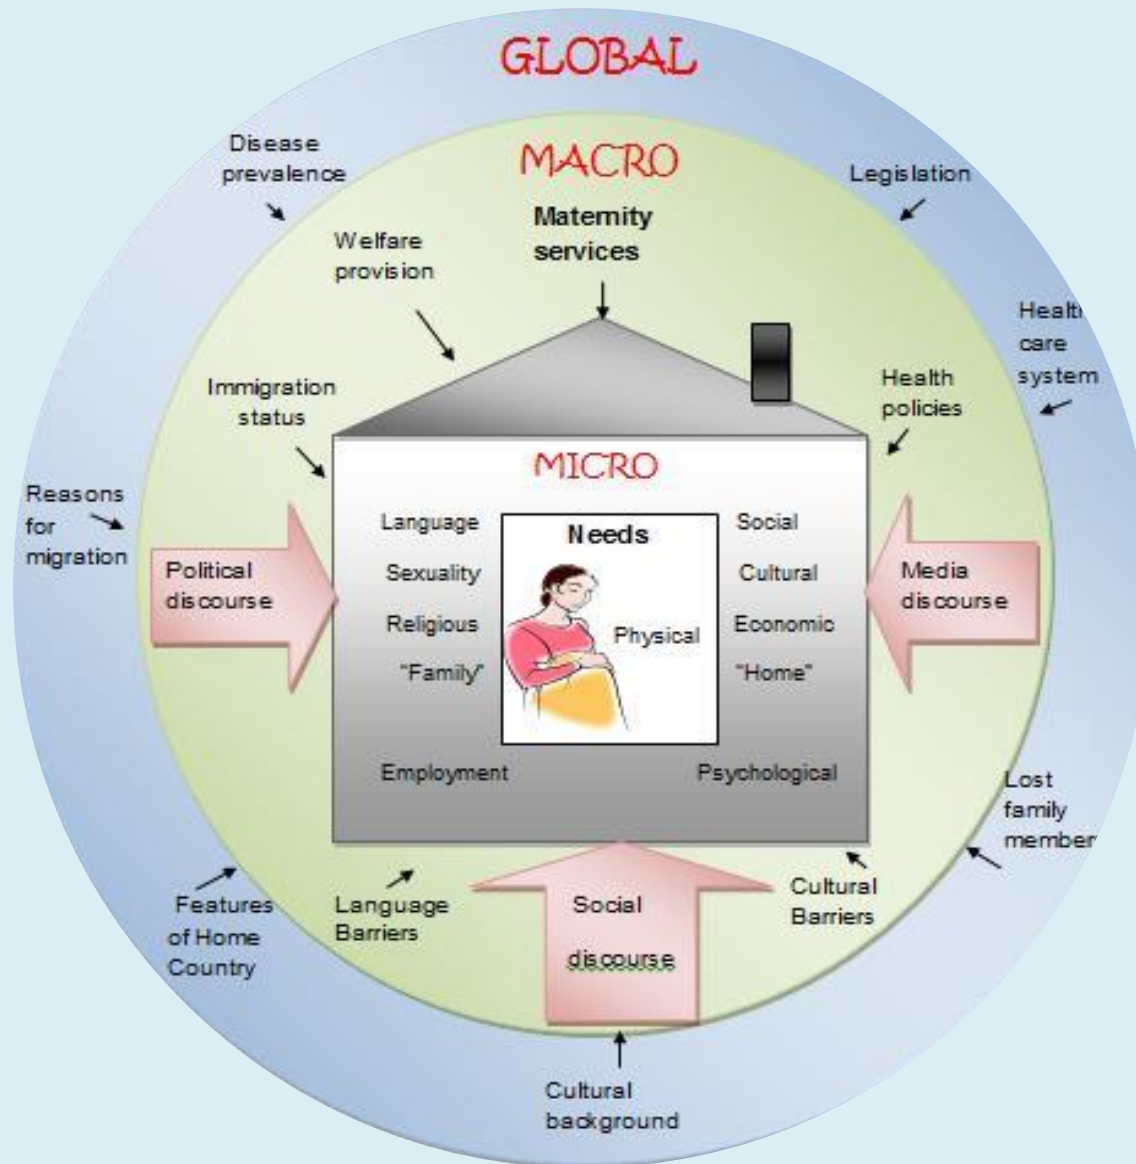 GLOBAL
Disease
prevalence
Legislation
MACRO
Maternity
services
Welfare
provision
Health
care
system
Immigration
status
Health
policies
MICRO
Reasons
for
migration
Political
discourse
Media
discourse
Language
Sexuality
Religious
"Family"
Needs
Physical
Social
Cultural
Economic
"Home"
Employment
Psychological
Lost
family
member
Features
of Home
Country
Language
Barriers
Social
discourse
Cultural
Barriers
Cultural
background